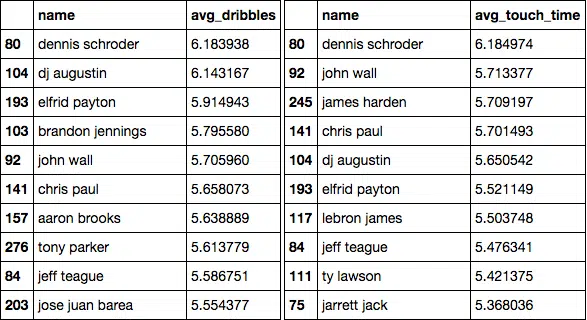 name avg_dribbles
80 dennis schroder 6.183938
104 dj augustin 6.143167
193 elfrid payton 5.914943
103 brandon jennings 5.795580
92 john wall 5.705960
141 chris paul 5.658073
157 aaron brooks 5.638889
276 tony parker 5.613779
84 jeff teague 5.586751
203 jose juan barea 5.554377
name avg_touch_time
80 dennis schroder 6.184974
92 john wall 5.713377
245 james harden 5.709197
141 chris paul 5.701493
104 dj augustin 5.650542
193 elfrid payton 5.521149
117 lebron james 5.503748
84 jeff teague 5.476341
111 ty lawson 5.421375
75 jarrett jack 5.368036